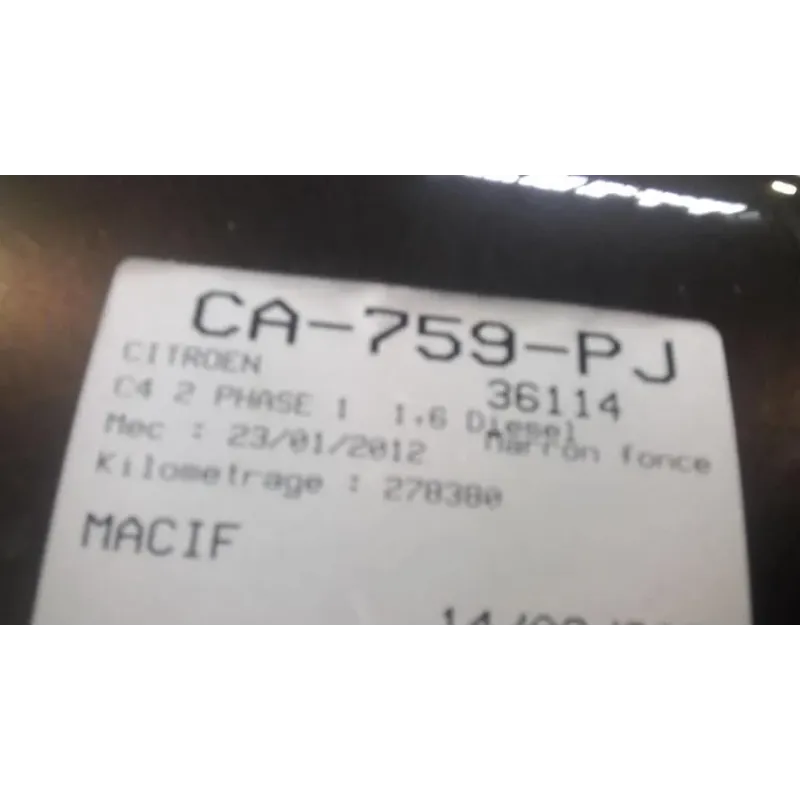 CA-759-PJ
CITROEN 36114
C4 2 PHASE 1 1.6 Diesel
Mec : 23/01/2012 Marron fonce
Kilometrage : 278380
MACIF
14/